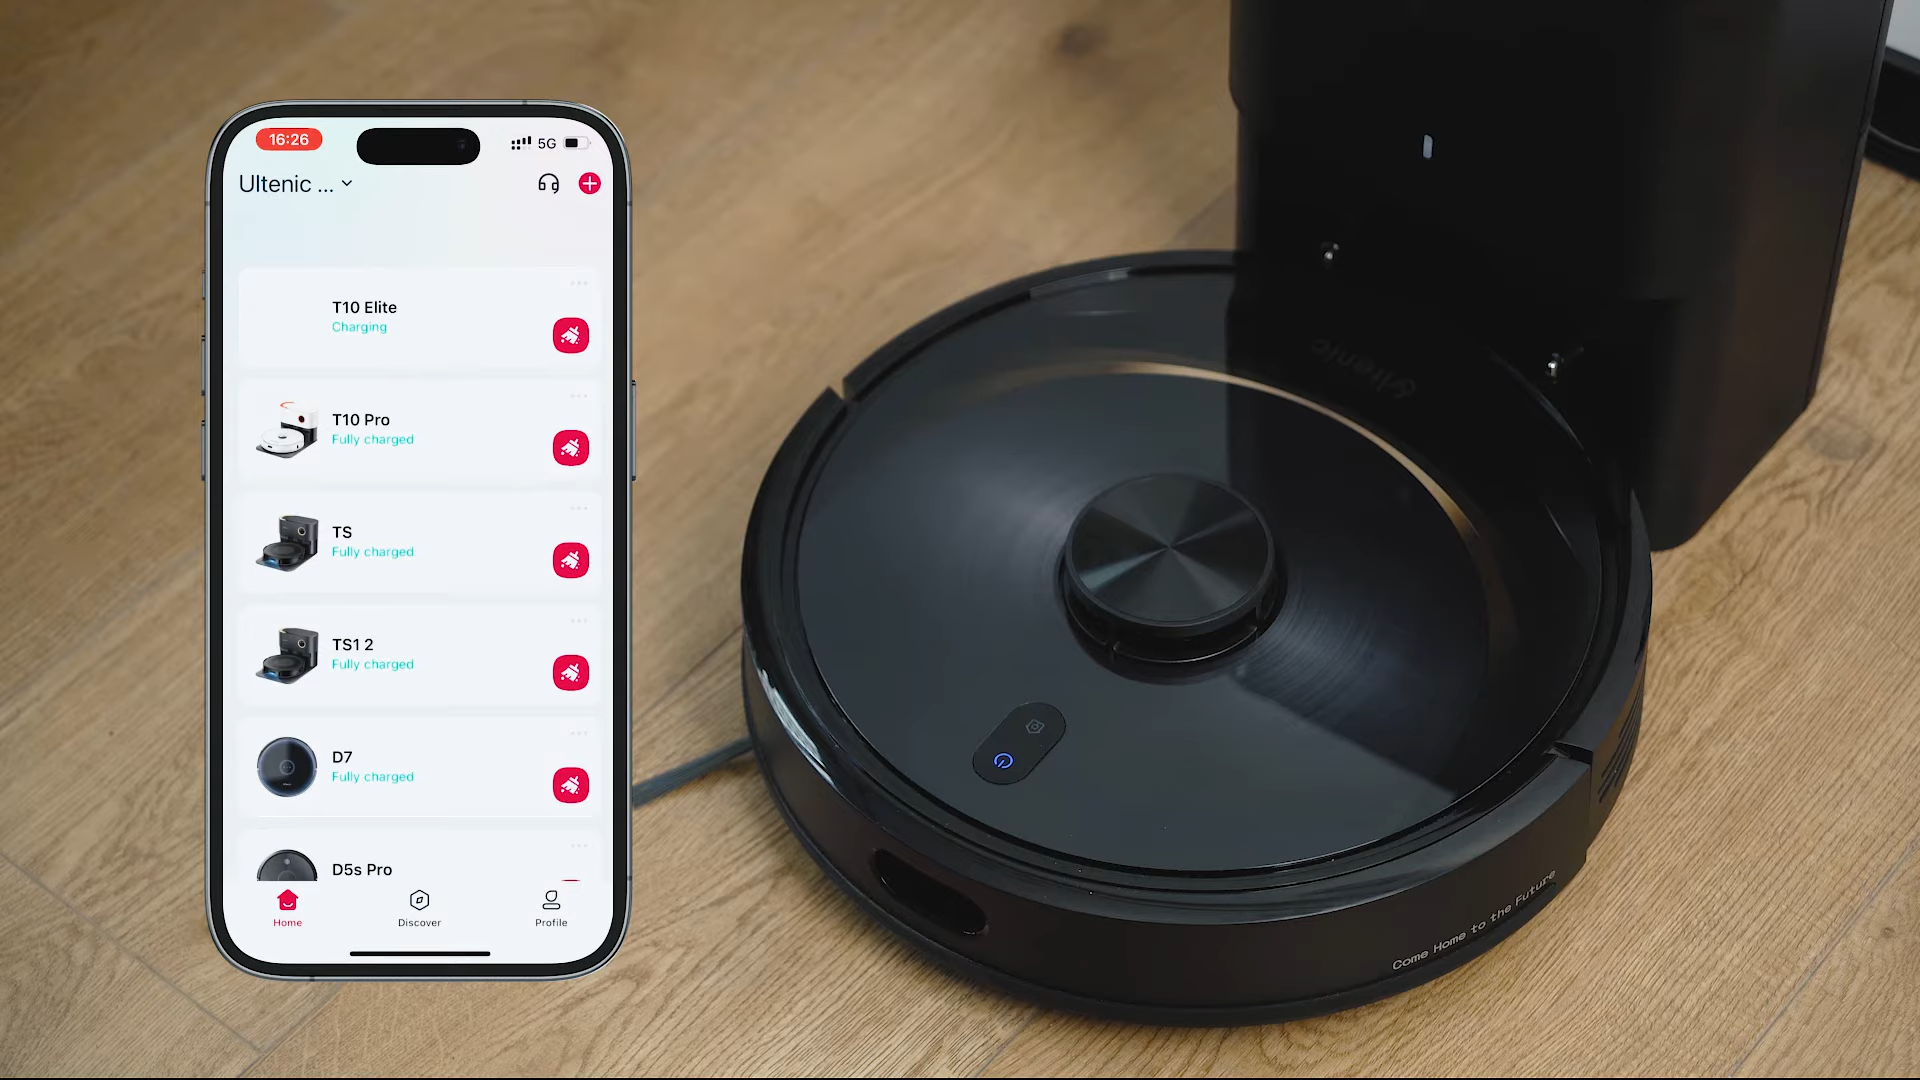 16:26
5G
Ultenic ...
T10 Elite
Charging
T10 Pro
Fully charged
TS
Fully charged
TS1 2
Fully charged
D7
Fully charged
D5s Pro
Home
Discover
Profile
Ultenic
Come Home to the Future